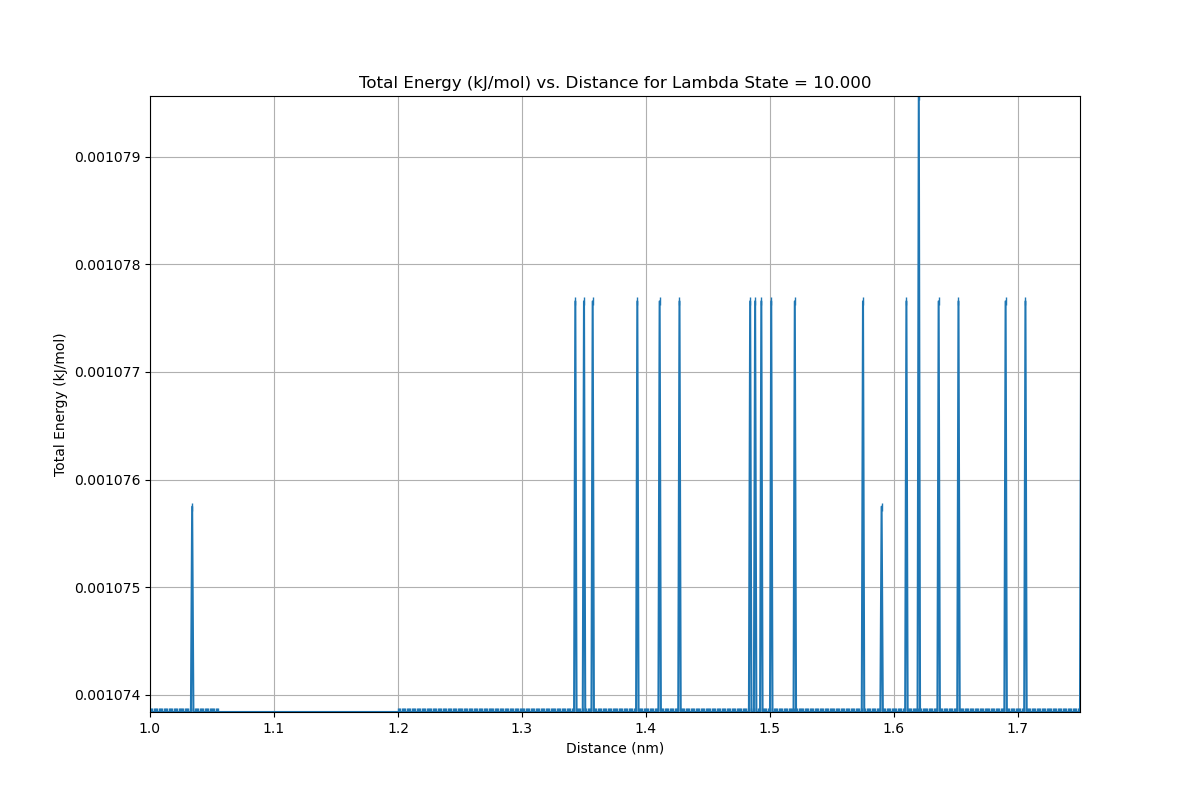 Total Energy (kJ/mol) vs. Distance for Lambda State = 10.000
0.001079
0.001078
0.001077
0.001076
0.001075
0.001074
Total Energy (kJ/mol)
1.0 1.1 1.2 1.3 1.4 1.5 1.6 1.7
Distance (nm)